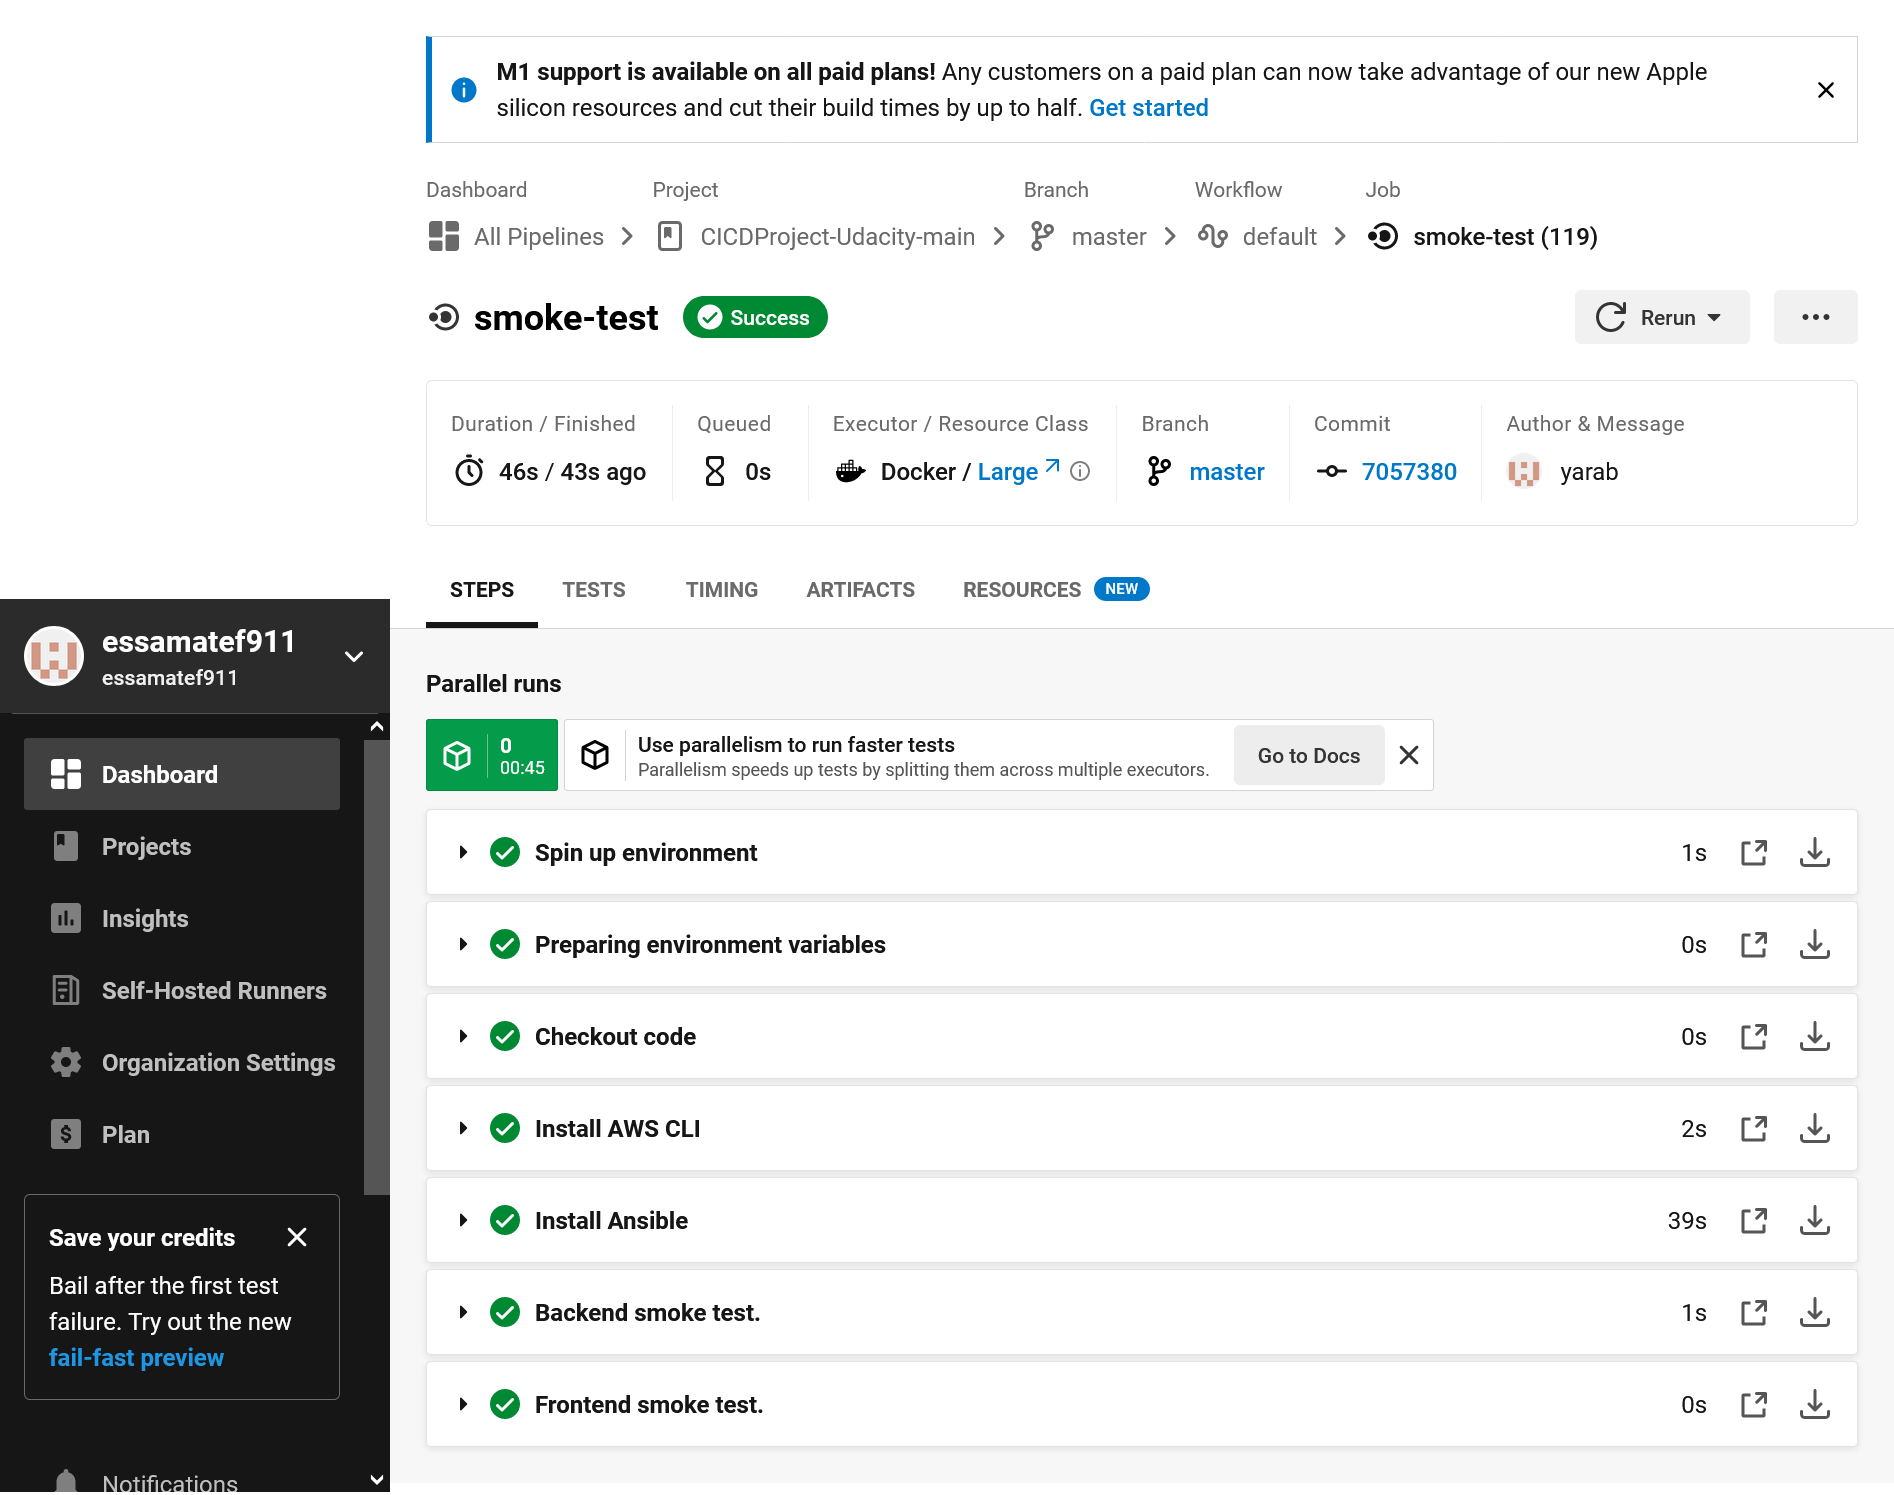 M1 support is available on all paid plans! Any customers on a paid plan can now take advantage of our new Apple
silicon resources and cut their build times by up to half. Get started
Dashboard Project Branch Workflow Job
All Pipelines CICDProject-Udacity-main master default smoke-test (119)
smoke-test Success Rerun
Duration / Finished Queued Executor / Resource Class Branch Commit Author & Message
46s / 43s ago 0s Docker / Large master 7057380 yarab
STEPS TESTS TIMING ARTIFACTS RESOURCES NEW
essamatef911
essamatef911
Dashboard
Projects
Insights
Self-Hosted Runners
Organization Settings
Plan
Save your credits
Bail after the first test
failure. Try out the new
fail-fast preview
Notifications
Parallel runs
0
00:45
Use parallelism to run faster tests
Parallelism speeds up tests by splitting them across multiple executors.
Go to Docs
Spin up environment 1s
Preparing environment variables 0s
Checkout code 0s
Install AWS CLI 2s
Install Ansible 39s
Backend smoke test. 1s
Frontend smoke test. 0s